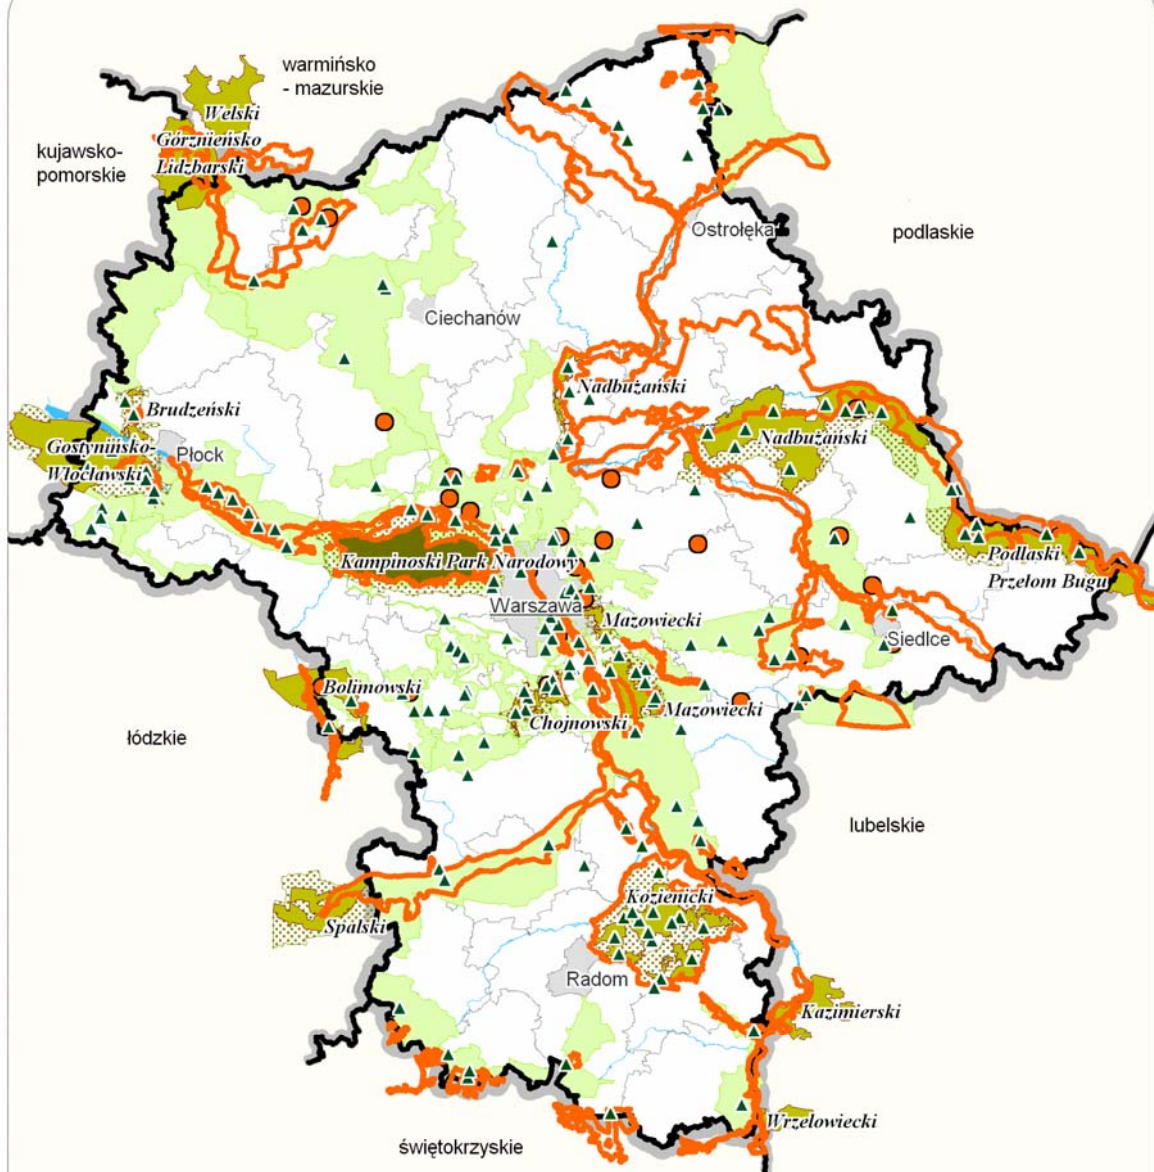 warmińsko
- mazurskie
Welski
kujawsko-
pomorskie
Górznieńsko
Lidzbarski
Ostrołęka
podlaskie
Ciechanów
Nadbużański
Brudzeński
Nadbużański
Gostynińsko-
Włocławski
Płock
Kampinoski Park Narodowy
Podlaski
Przełom Bugu
Warszawa
Mazowiecki
Siedlce
Bolimowski
Mazowiecki
Chojnowski
łódzkie
lubelskie
Kozienicki
Spalski
Radom
Kazimierski
Wrzelowiecki
świętokrzyskie